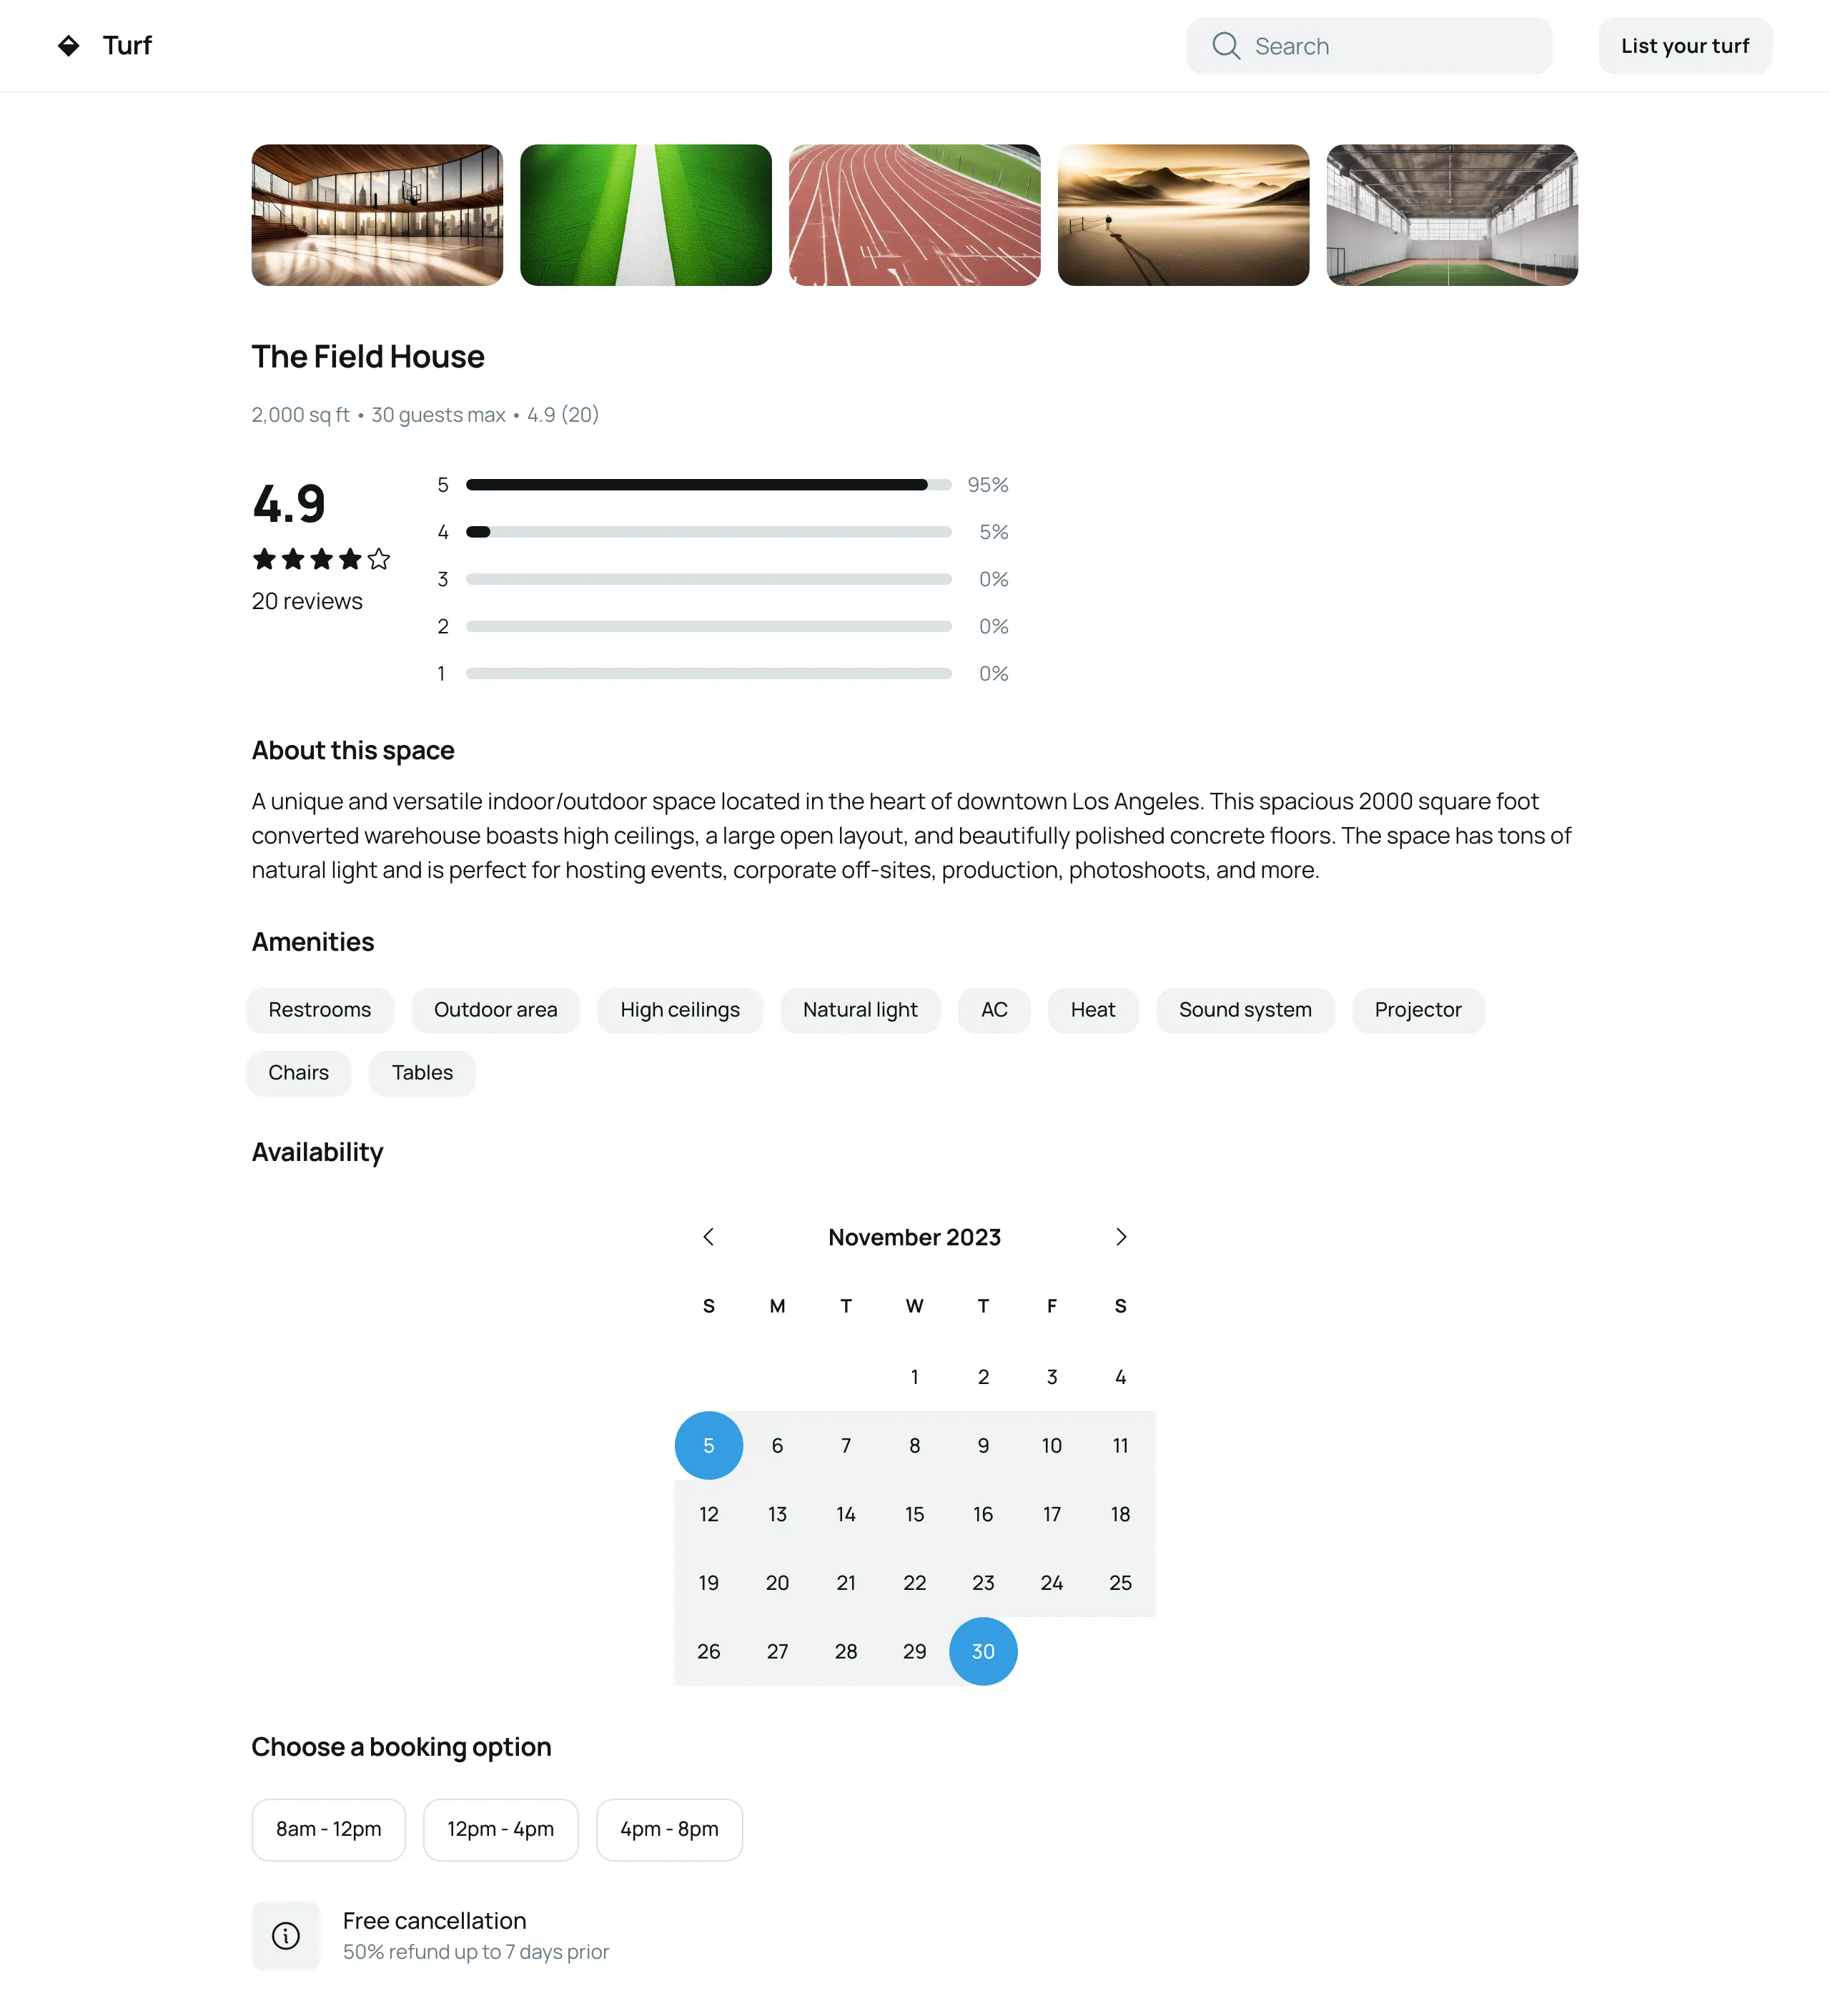 Turf
Search
List your turf
The Field House
2,000 sq ft • 30 guests max • 4.9 (20)
4.9
20 reviews
5 95%
4 5%
3 0%
2 0%
1 0%
About this space
A unique and versatile indoor/outdoor space located in the heart of downtown Los Angeles. This spacious 2000 square foot
converted warehouse boasts high ceilings, a large open layout, and beautifully polished concrete floors. The space has tons of
natural light and is perfect for hosting events, corporate off-sites, production, photoshoots, and more.
Amenities
Restrooms Outdoor area High ceilings Natural light AC Heat Sound system Projector
Chairs Tables
Availability
November 2023
S M T W T F S
1 2 3 4
5 6 7 8 9 10 11
12 13 14 15 16 17 18
19 20 21 22 23 24 25
26 27 28 29 30
Choose a booking option
8am - 12pm 12pm - 4pm 4pm - 8pm
Free cancellation
50% refund up to 7 days prior